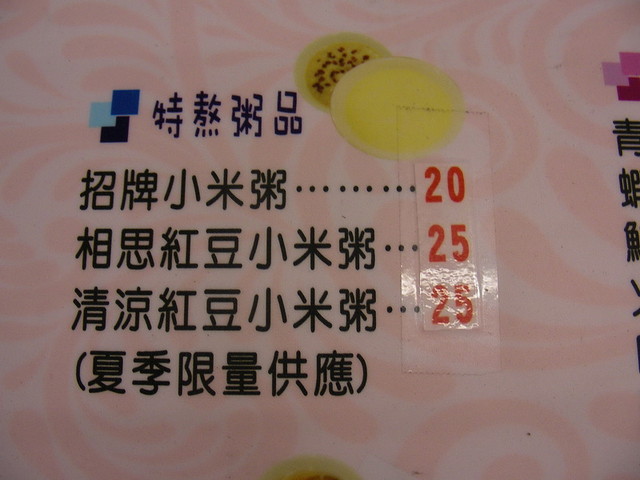 特熬粥品
招牌小米粥⋯⋯⋯20
相思紅豆小米粥⋯25
清涼紅豆小米粥⋯25
(夏季限量供應)
青